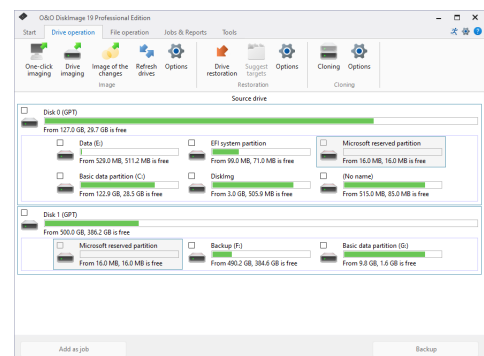 O&O DiskImage 19 Professional Edition
Start Drive operation File operation Jobs & Reports Tools
One-click imaging
Drive imaging
Image of the changes
Refresh drives
Options
Drive restoration
Suggest targets
Options
Cloning
Options
Image Restoration Cloning
Source drive
Disk 0 (GPT)
From 127.0 GB, 29.7 GB is free
Data (E:) EFI system partition Microsoft reserved partition
From 529.0 MB, 511.2 MB is free From 99.0 MB, 71.0 MB is free From 16.0 MB, 16.0 MB is free
Basic data partition (C:) DiskImg (No name)
From 122.9 GB, 28.5 GB is free From 3.0 GB, 505.9 MB is free From 515.0 MB, 85.0 MB is free
Disk 1 (GPT)
From 500.0 GB, 386.2 GB is free
Microsoft reserved partition Backup (F:) Basic data partition (G:)
From 16.0 MB, 16.0 MB is free From 490.2 GB, 384.6 GB is free From 9.8 GB, 1.6 GB is free
Add as job Backup